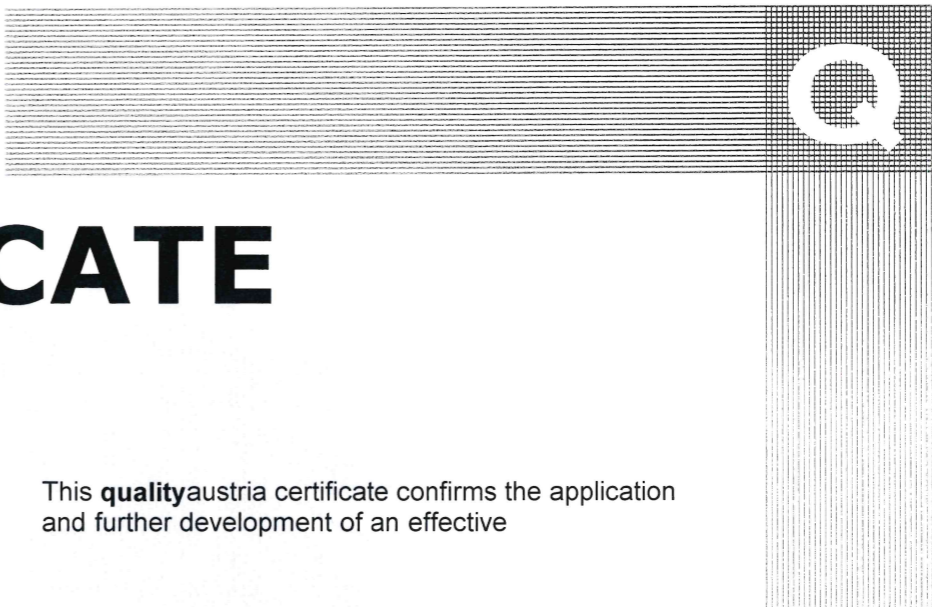 Q
CATE
This qualityaustria certificate confirms the application
and further development of an effective